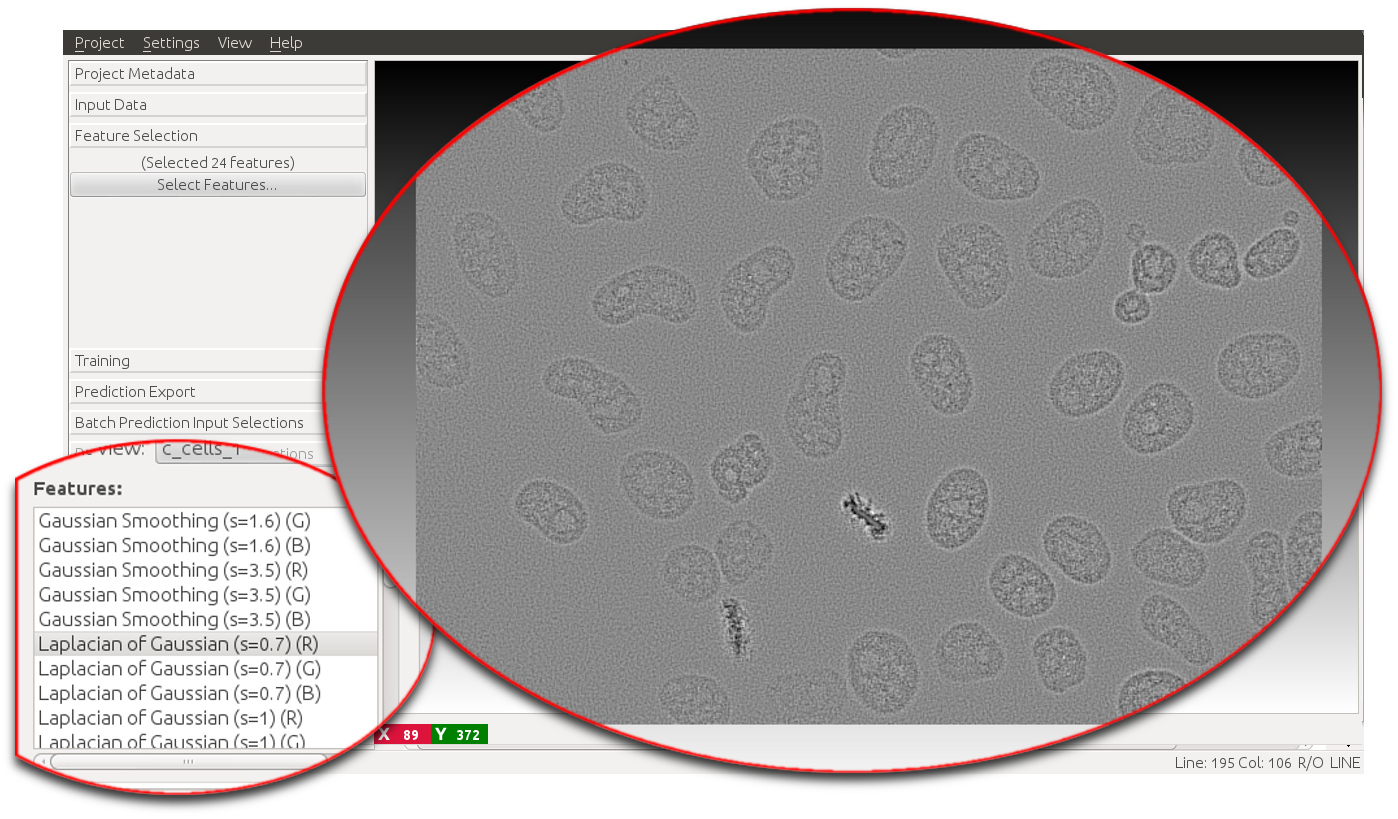 Project Settings View Help
Project Metadata
Input Data
Feature Selection
(Selected 24 features)
Select Features...
Training
Prediction Export
Batch Prediction Input Selections
view: c_cells_1
Features:
Gaussian Smoothing (s=1.6) (G)
Gaussian Smoothing (s=1.6) (B)
Gaussian Smoothing (s=3.5) (R)
Gaussian Smoothing (s=3.5) (G)
Gaussian Smoothing (s=3.5) (B)
Laplacian of Gaussian (s=0.7) (R)
Laplacian of Gaussian (s=0.7) (G)
Laplacian of Gaussian (s=0.7) (B)
Laplacian of Gaussian (s=1) (R)
Laplacian of Gaussian (s=1) (G)
X 89 Y 372
Line: 195 Col: 106 R/O LINE